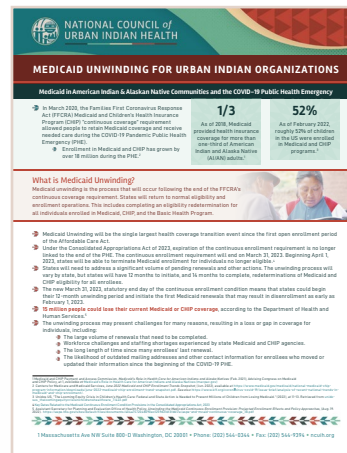 NATIONAL COUNCIL of
URBAN INDIAN HEALTH
MEDICAID UNWINDING FOR URBAN INDIAN ORGANIZATIONS
Medicaid in American Indian & Alaskan Native Communities and the COVID-19 Public Health Emergency
In March 2020, the Families First Coronavirus Response
Act (FFCRA) Medicaid and Children's Health Insurance
Program (CHIP) "continuous coverage" requirement
allowed people to retain Medicaid coverage and receive
needed care during the COVID-19 Pandemic Public Health
Emergency (PHE).
Enrollment in Medicaid and CHIP has grown by
over 18 million during the PHE.
1/3
As of 2018, Medicaid
provided health insurance
coverage for more than
one-third of American
Indian and Alaska Native
(AI/AN) adults.
52%
As of February 2022,
roughly 52% of children
in the US were enrolled
in Medicaid and CHIP
programs.
What is Medicaid Unwinding?
Medicaid unwinding is the process that will occur following the end of the FFCRA's
continuous coverage requirement. States will return to normal eligibility and
enrollment operations. This includes completing an eligibility redetermination for
all individuals enrolled in Medicaid, CHIP, and the Basic Health Program.
Medicaid Unwinding will be the single largest health coverage transition event since the first open enrollment period
of the Affordable Care Act.
Under the Consolidated Appropriations Act of 2023, expiration of the continuous enrollment requirement is no longer
linked to the end of the PHE. The continuous enrollment requirement will end on March 31, 2023. Beginning April 1,
2023, states will be able to terminate Medicaid enrollment for individuals no longer eligible.
States will need to address a significant volume of pending renewals and other actions. The unwinding process will
vary by state, but states will have 12 months to initiate, and 14 months to complete, redeterminations of Medicaid and
CHIP eligibility for all enrollees.
The new March 31, 2023, statutory end day of the continuous enrollment condition means that states could begin
their 12-month unwinding period and initiate the first Medicaid renewals that may result in disenrollment as early as
February 1, 2023.
15 million people could lose their current Medicaid or CHIP coverage, according to the Department of Health and
Human Services.
The unwinding process may present challenges for many reasons, resulting in a loss or gap in coverage for
individuals, including:
The large volume of renewals that need to be completed.
Workforce challenges and staffing shortages experienced by state Medicaid and CHIP agencies.
The long length of time since many enrollees' last renewal.
The likelihood of outdated mailing addresses and other contact information for enrollees who moved or
updated their information since the beginning of the COVID-19 PHE.
1 Massachusetts Ave NW Suite 800-D Washington, DC 20001 • Phone: (202) 544-0344 • Fax: (202) 544-9394 • ncuih.org